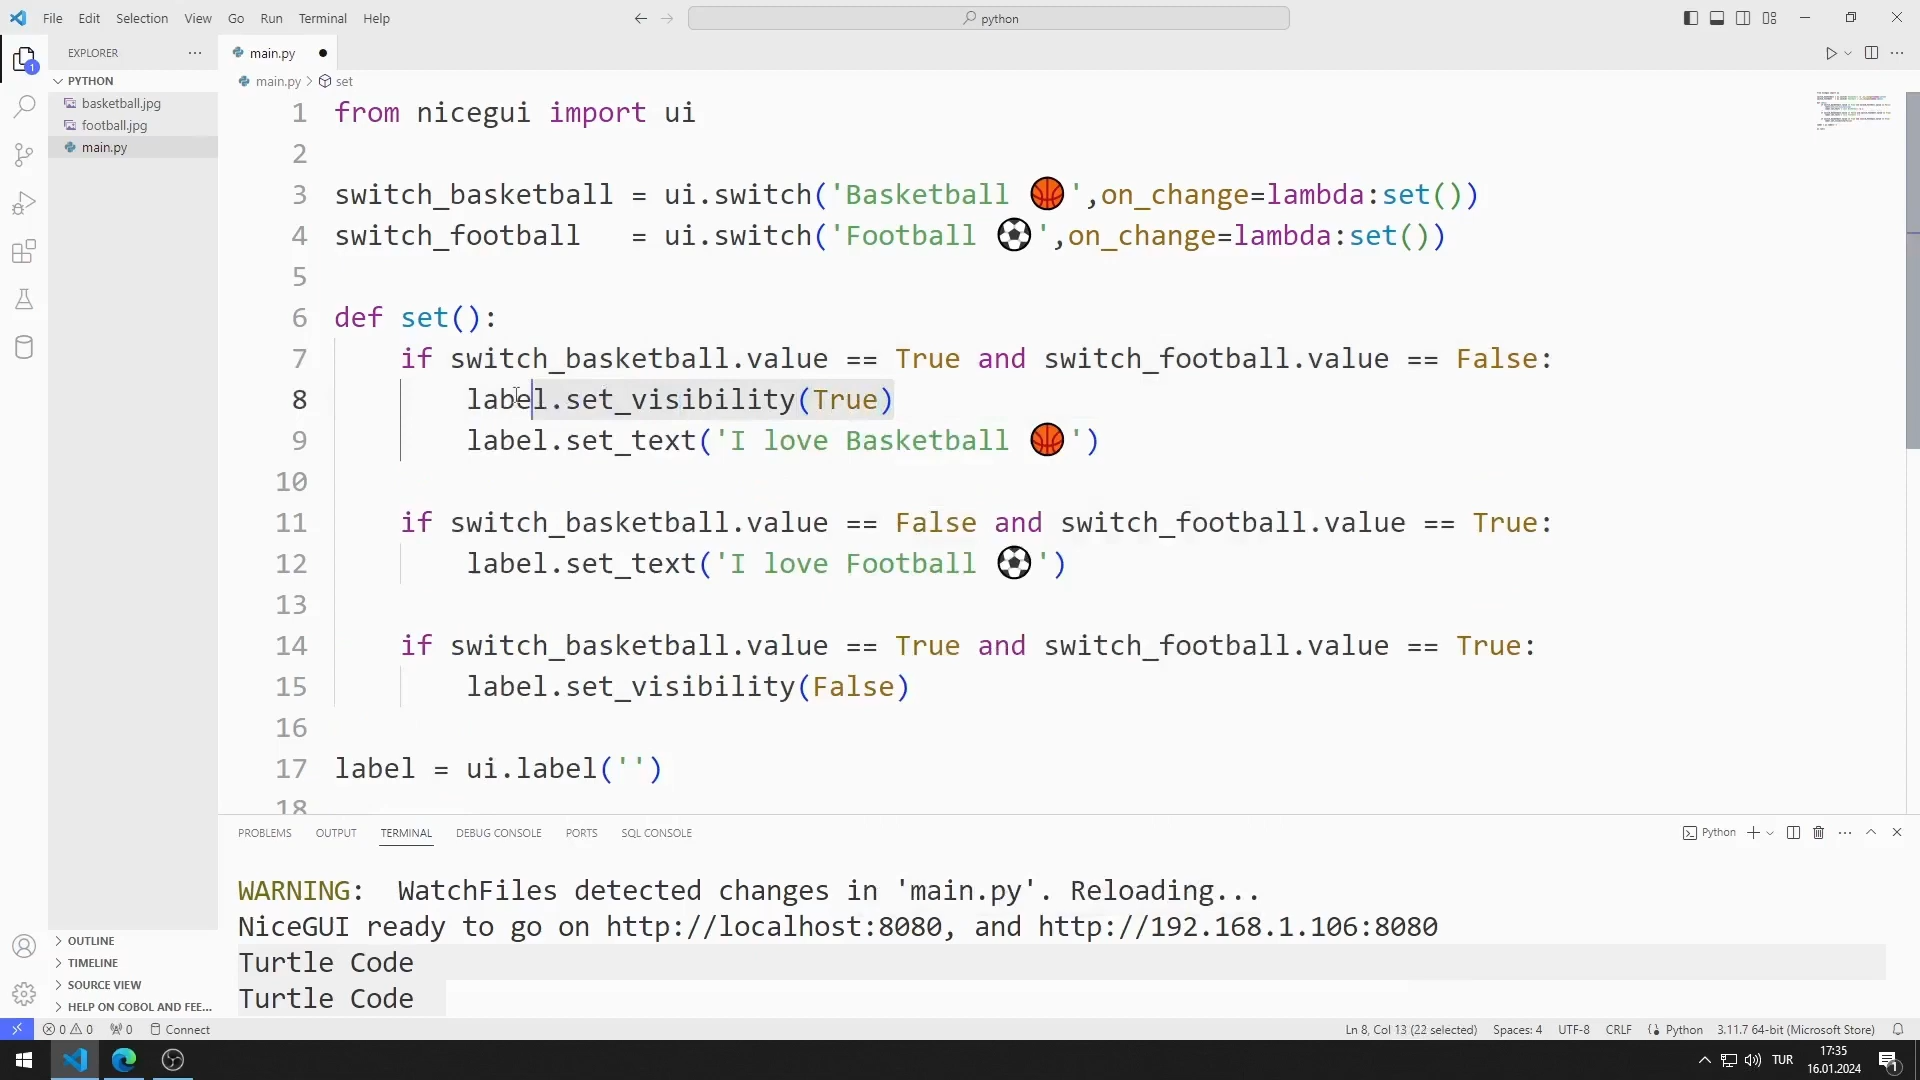 File Edit Selection View Go Run Terminal Help
python
EXPLORER
main.py
PYTHON
main.py > set
basketball.jpg
football.jpg
main.py
1 from nicegui import ui
2
3 switch_basketball = ui.switch('Basketball 🏀',on_change=lambda:set())
4 switch_football   = ui.switch('Football ⚽',on_change=lambda:set())
5
6 def set():
7     if switch_basketball.value == True and switch_football.value == False:
8         label.set_visibility(True)
9         label.set_text('I love Basketball 🏀')
10
11     if switch_basketball.value == False and switch_football.value == True:
12         label.set_text('I love Football ⚽')
13
14     if switch_basketball.value == True and switch_football.value == True:
15         label.set_visibility(False)
16
17 label = ui.label('')
18
PROBLEMS OUTPUT TERMINAL DEBUG CONSOLE PORTS SQL CONSOLE
Python
WARNING:  WatchFiles detected changes in 'main.py'. Reloading...
NiceGUI ready to go on http://localhost:8080, and http://192.168.1.106:8080
Turtle Code
Turtle Code
OUTLINE
TIMELINE
SOURCE VIEW
HELP ON COBOL AND FEE...
0 0 0 Connect
Ln 8, Col 13 (22 selected) Spaces: 4 UTF-8 CRLF Python 3.11.7 64-bit (Microsoft Store)
TUR
17:35
16.01.2024
1
1